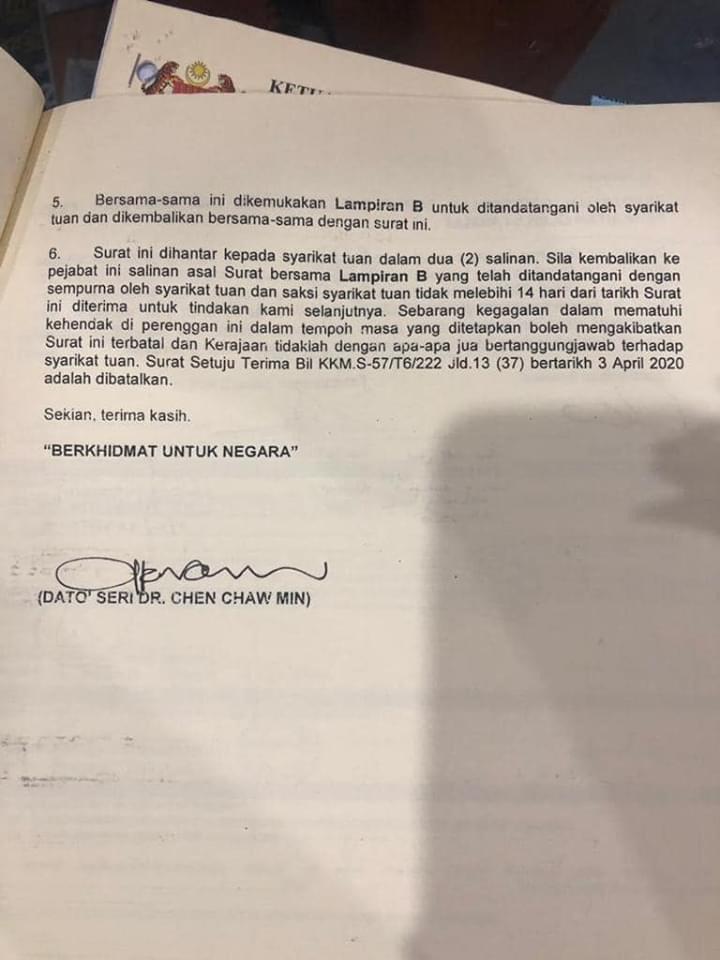 5. Bersama-sama ini dikemukakan Lampiran B untuk ditandatangani oleh syarikat
tuan dan dikembalikan bersama-sama dengan surat ini.
6. Surat ini dihantar kepada syarikat tuan dalam dua (2) salinan. Sila kembalikan ke
pejabat ini salinan asal Surat bersama Lampiran B yang telah ditandatangani dengan
sempurna oleh syarikat tuan dan saksi syarikat tuan tidak melebihi 14 hari dari tarikh Surat
ini diterima untuk tindakan kami selanjutnya. Sebarang kegagalan dalam mematuhi
kehendak di perenggan ini dalam tempoh masa yang ditetapkan boleh mengakibatkan
Surat ini terbatal dan Kerajaan tidaklah dengan apa-apa jua bertanggungjawab terhadap
syarikat tuan. Surat Setuju Terima Bil KKM.S-57/T6/222 Jld.13 (37) bertarikh 3 April 2020
adalah dibatalkan.
Sekian, terima kasih.
“BERKHIDMAT UNTUK NEGARA”
(DATO' SERI DR. CHEN CHAW MIN)